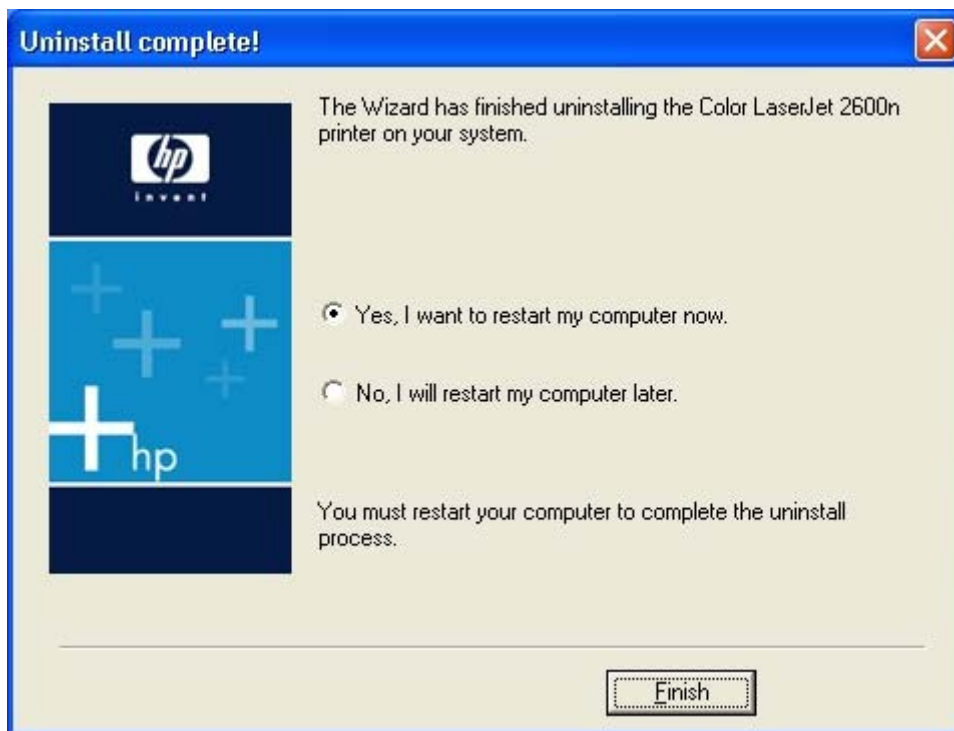 Uninstall complete!
The Wizard has finished uninstalling the Color LaserJet 2600n
printer on your system.
hp
invent
Yes, I want to restart my computer now.
No, I will restart my computer later.
hp
You must restart your computer to complete the uninstall
process.
Finish